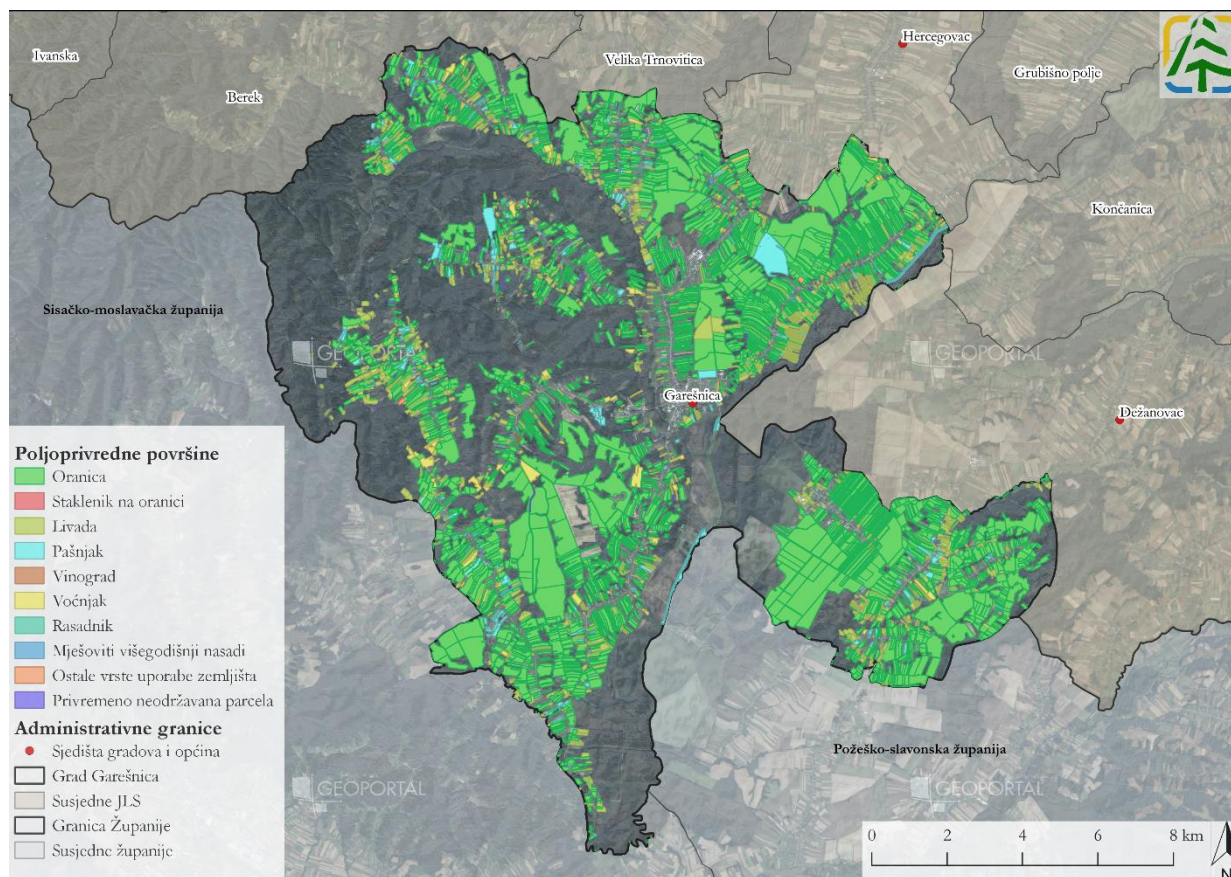 Hercegovac
Ivanska
Velika Trnovitica
Grubišno polje
Berek
Končanica
Sisačko-moslavačka županija
GEOPORTAL
GEOPORTAL
Garešnica
Dežanovac
Poljoprivredne površine
Oranica
Staklenik na oranici
Livada
Pašnjak
Vinograd
Voćnjak
Rasadnik
Mješoviti višegodišnji nasadi
Ostale vrste uporabe zemljišta
Privremeno neodržavana parcela
Administrativne granice
Sjedišta gradova i općina
Grad Garešnica
Susjedne JLS
Granica Županije
Susjedne županije
Požeško-slavonska županija
GEOPORTAL
GEOPORTAL
0 2 4 6 8 km
N